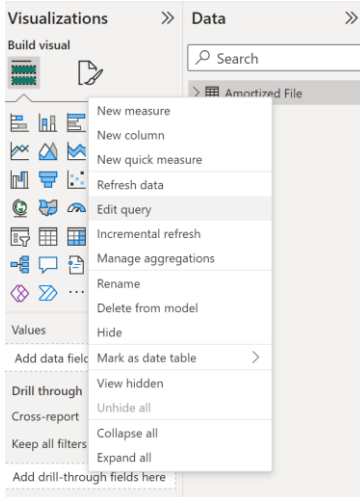 Visualizations
Data
Build visual
Search
Amortized File
New measure
New column
New quick measure
Refresh data
Edit query
Incremental refresh
Manage aggregations
Rename
Delete from model
Hide
Mark as date table
View hidden
Unhide all
Collapse all
Expand all
Values
Add data fiel
Drill through
Cross-report
Keep all filters
Add drill-through fields here